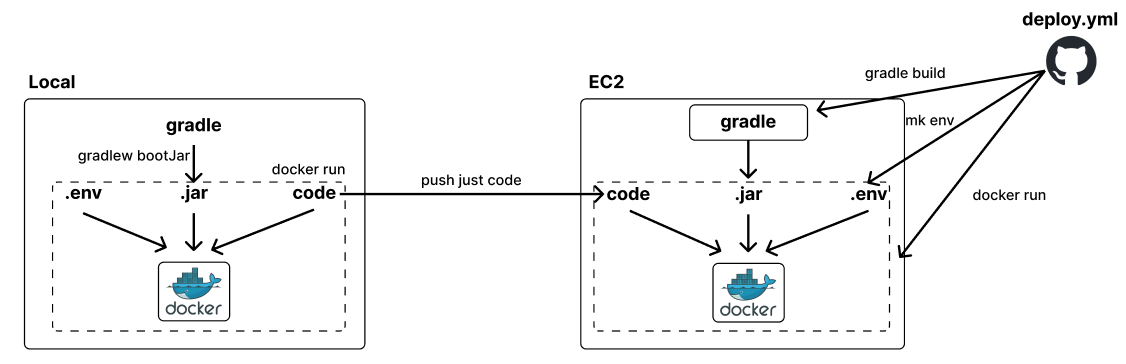 deploy.yml
Local
EC2
gradle build
gradle
gradle
mk env
gradlew bootJar
docker run
push just code
.env
.jar
code
code
.jar
.env
docker run
docker
docker